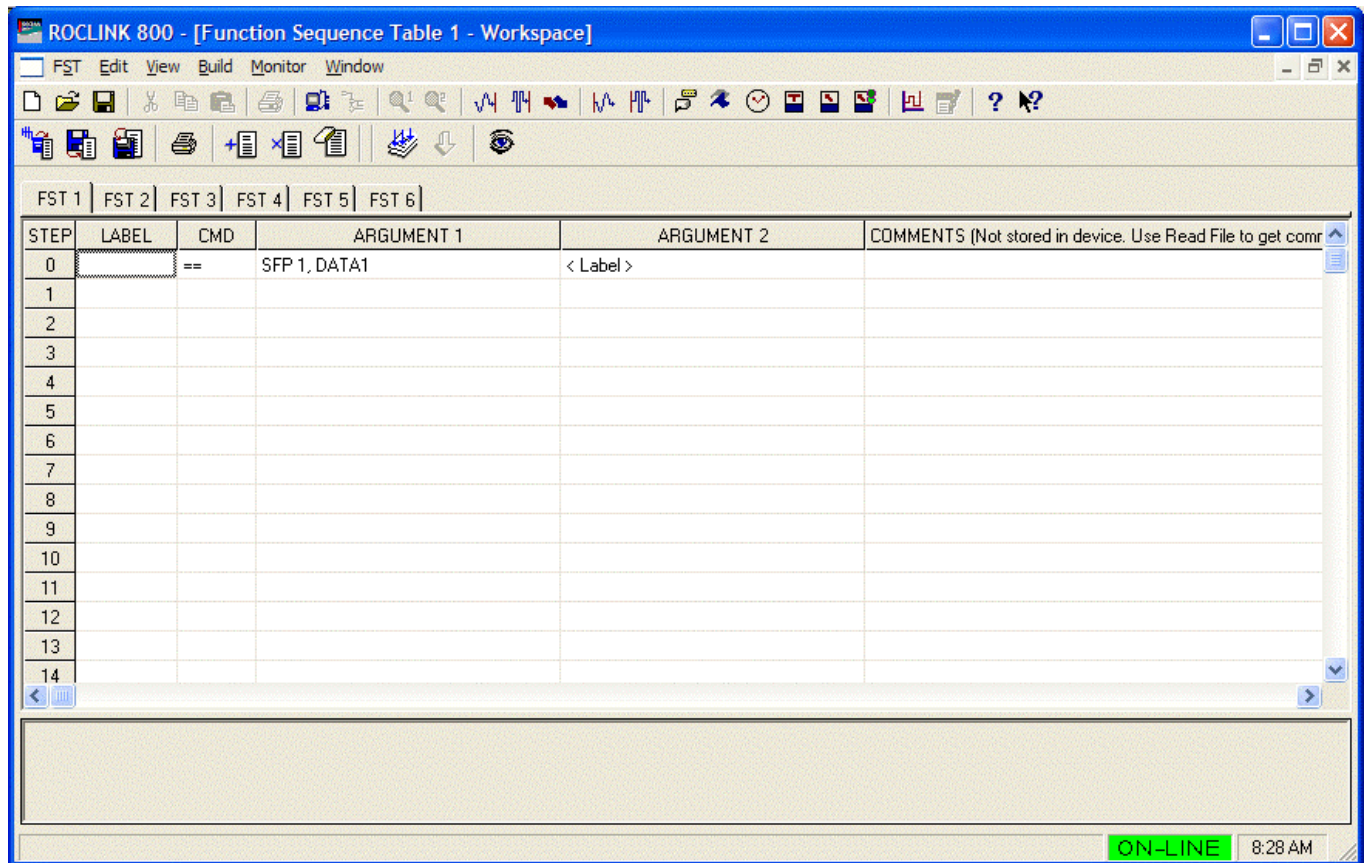 ROCLINK 800 - [Function Sequence Table 1 - Workspace]
FST Edit View Build Monitor Window
FST 1 FST 2 FST 3 FST 4 FST 5 FST 6
STEP LABEL CMD ARGUMENT 1 ARGUMENT 2 COMMENTS (Not stored in device. Use Read File to get comr
0 == SFP 1, DATA1 < Label >
1
2
3
4
5
6
7
8
9
10
11
12
13
14
ON-LINE 8:28 AM